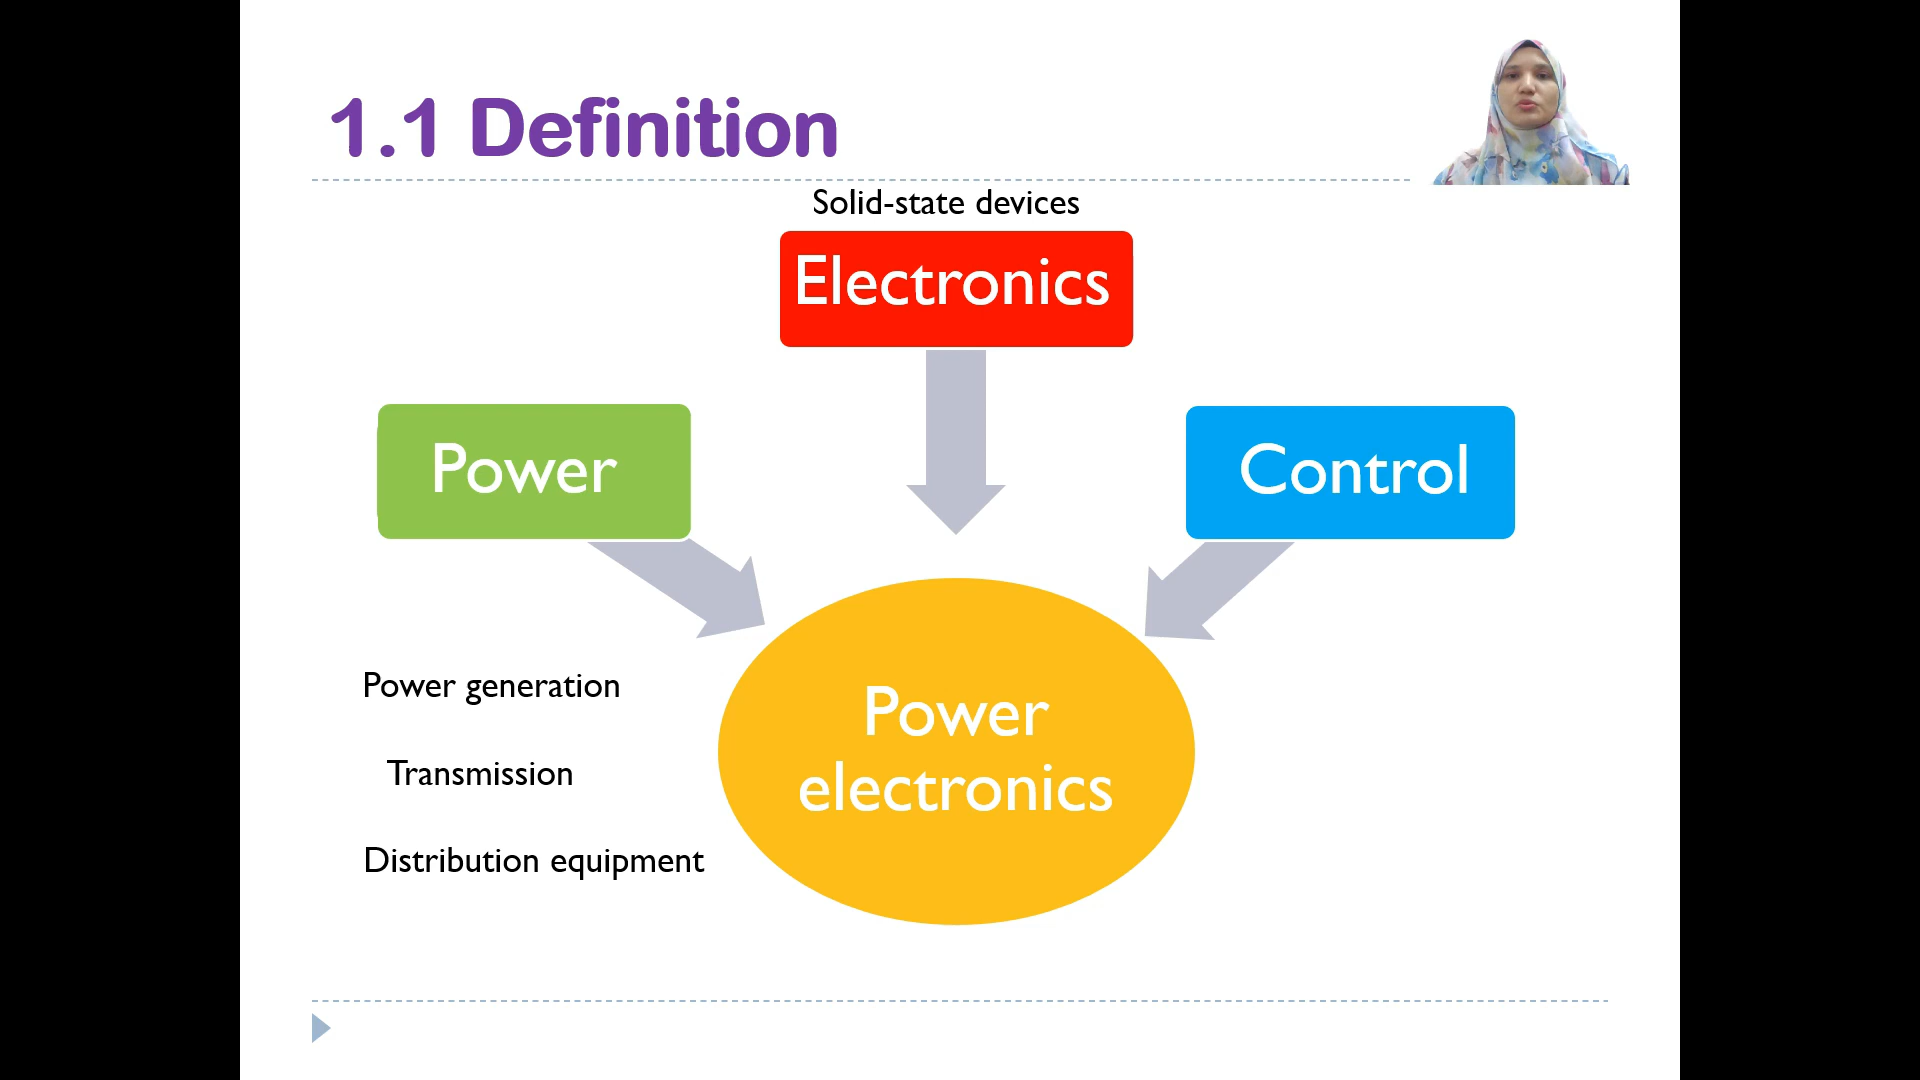 1.1 Definition
Solid-state devices
Electronics
Power
Control
Power
electronics
Power generation
Transmission
Distribution equipment